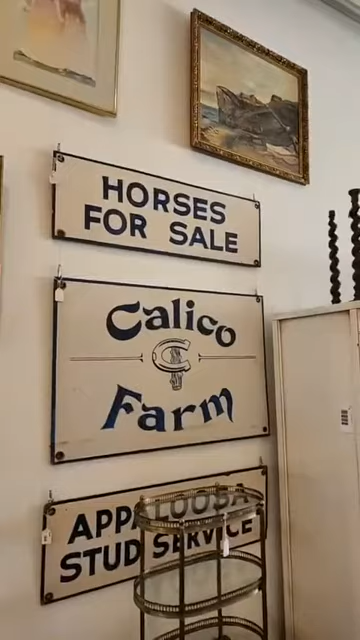 HORSES
FOR SALE
Calico
Farm
APPALOOSA
STUD SERVICE